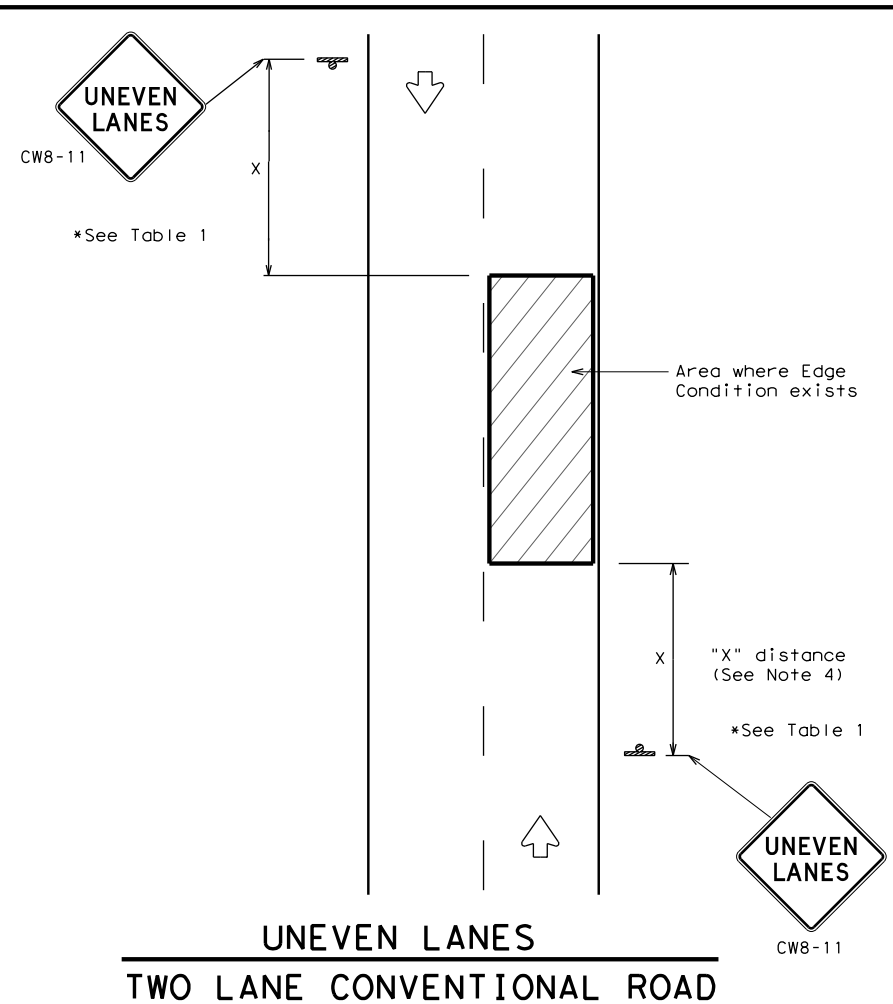 UNEVEN
LANES
CW8-11
X
*See Table 1
Area where Edge
Condition exists
X
"X" distance
(See Note 4)
*See Table 1
UNEVEN
LANES
CW8-11
UNEVEN LANES
TWO LANE CONVENTIONAL ROAD